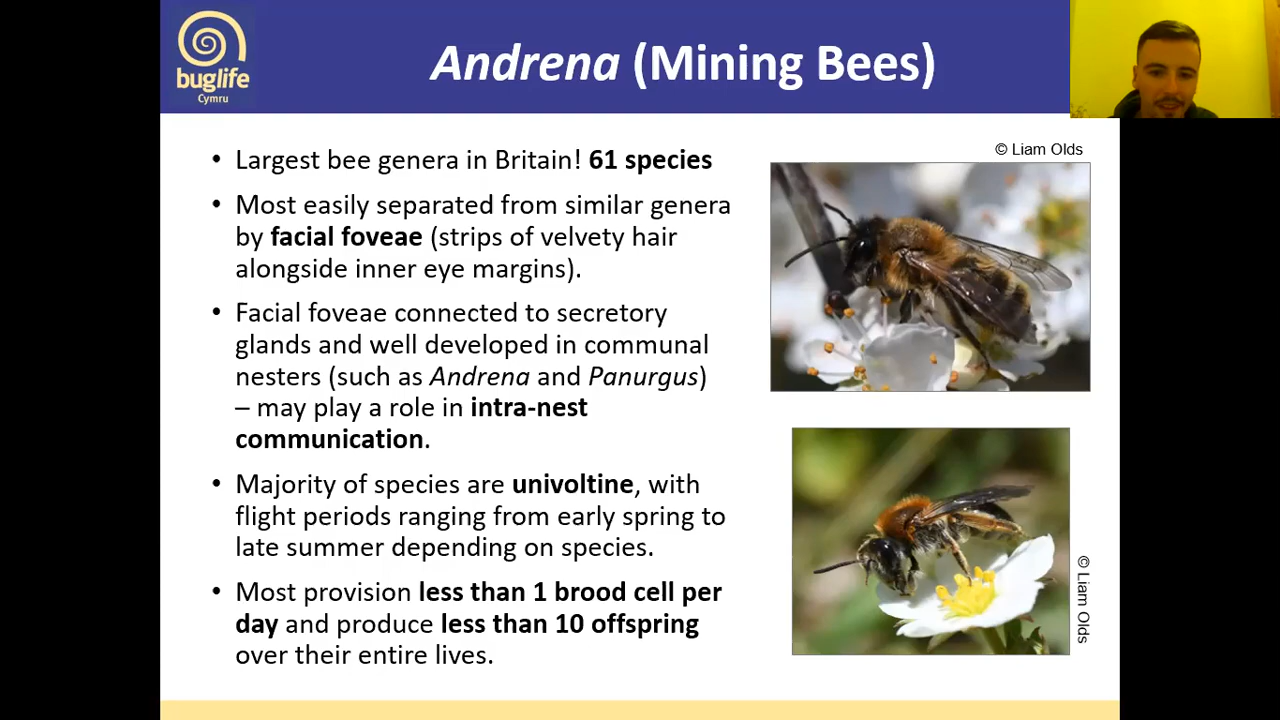 buglife
Cymru
Andrena (Mining Bees)
• Largest bee genera in Britain! 61 species
• Most easily separated from similar genera
by facial foveae (strips of velvety hair
alongside inner eye margins).
• Facial foveae connected to secretory
glands and well developed in communal
nesters (such as Andrena and Panurgus)
– may play a role in intra-nest
communication.
• Majority of species are univoltine, with
flight periods ranging from early spring to
late summer depending on species.
• Most provision less than 1 brood cell per
day and produce less than 10 offspring
over their entire lives.
© Liam Olds
© Liam Olds